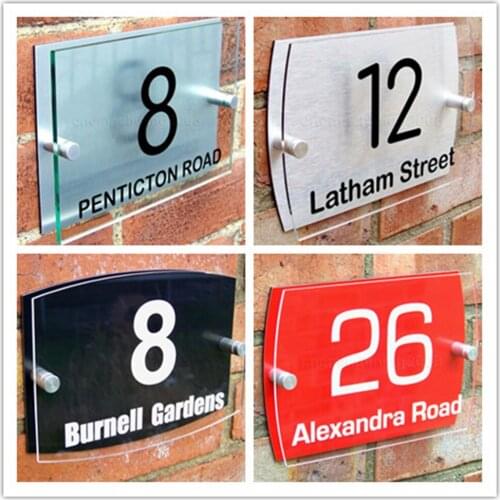 8
PENTICTON ROAD
12
Latham Street
8
Burnell Gardens
26
Alexandra Road